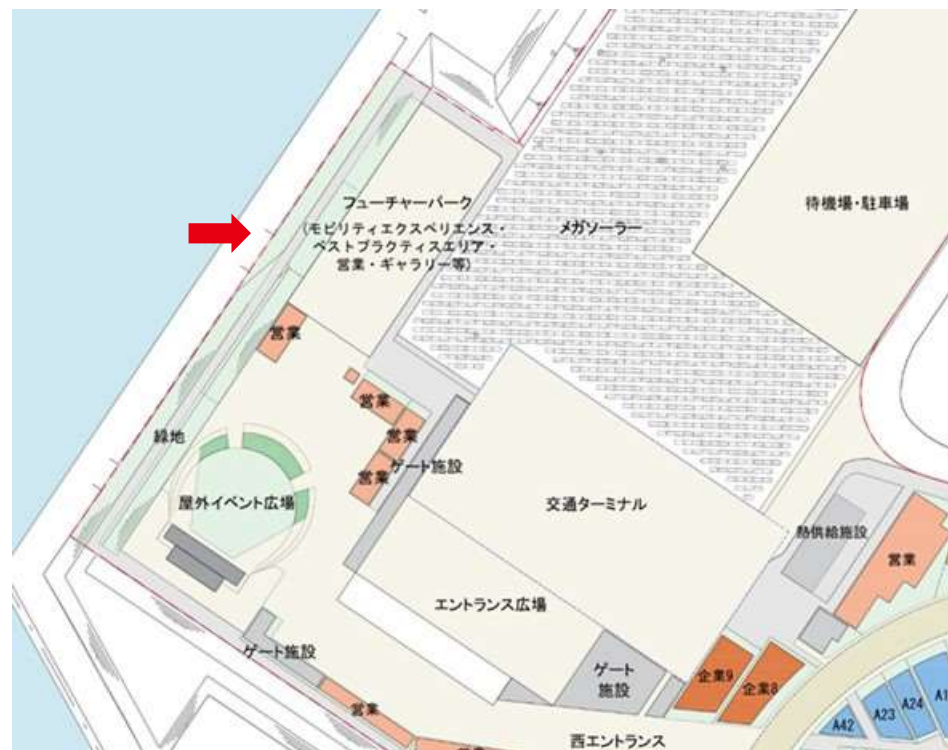 フューチャーパーク
(モビリティエクスペリエンス・
ベストプラクティスエリア・
営業・ギャラリー等)
メガソーラー
待機場・駐車場
営業
営業
営業
営業
ゲート施設
緑地
屋外イベント広場
交通ターミナル
熱供給施設
営業
エントランス広場
ゲート施設
ゲート
施設
企業9
企業8
営業
西エントランス
A42
A23
A24